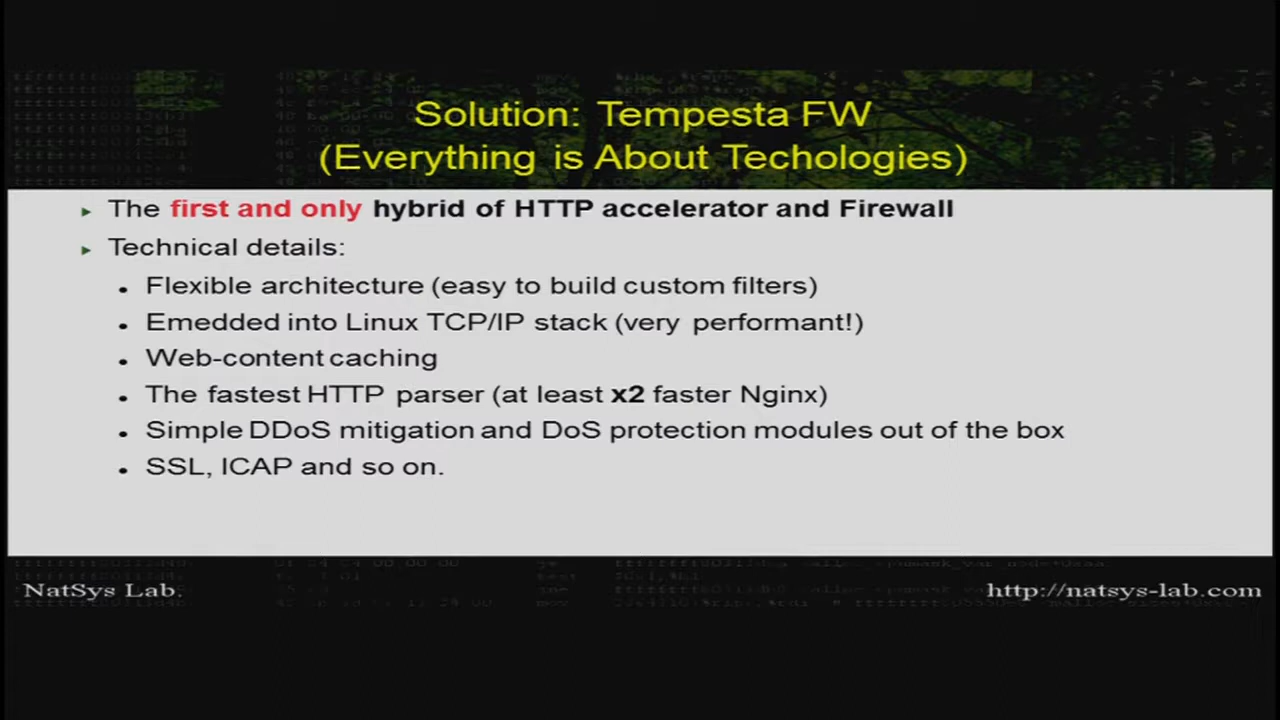 Solution: Tempesta FW
(Everything is About Techologies)
The first and only hybrid of HTTP accelerator and Firewall
Technical details:
Flexible architecture (easy to build custom filters)
Emedded into Linux TCP/IP stack (very performant!)
Web-content caching
The fastest HTTP parser (at least x2 faster Nginx)
Simple DDoS mitigation and DoS protection modules out of the box
SSL, ICAP and so on.
NatSys Lab.
http://natsys-lab.com